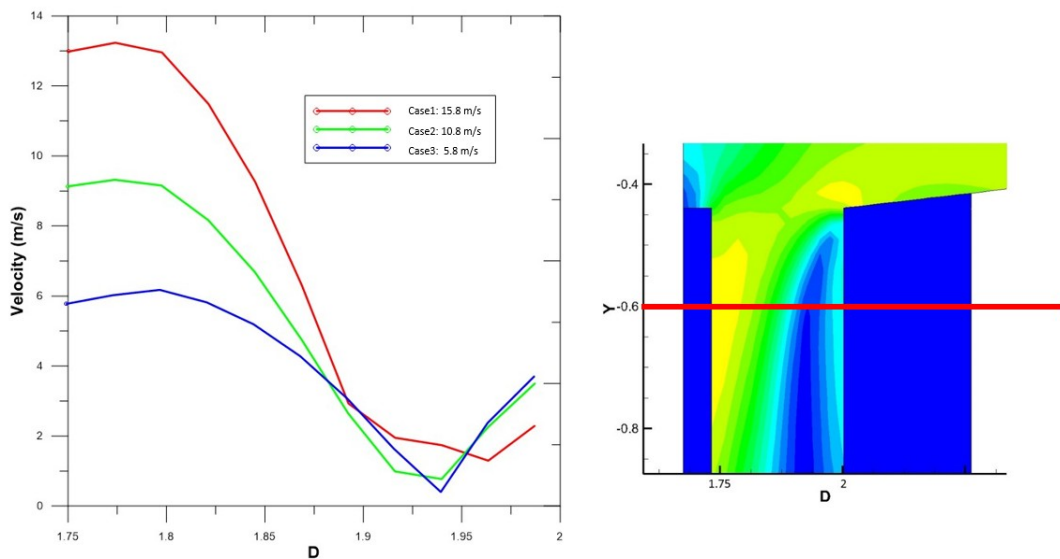 14
12
10
8
6
4
2
0
Velocity (m/s)
1.75
1.8
1.85
1.9
1.95
2
D
Case1: 15.8 m/s
Case2: 10.8 m/s
Case3: 5.8 m/s
-0.4
-0.6
-0.8
Y
1.75
2
D